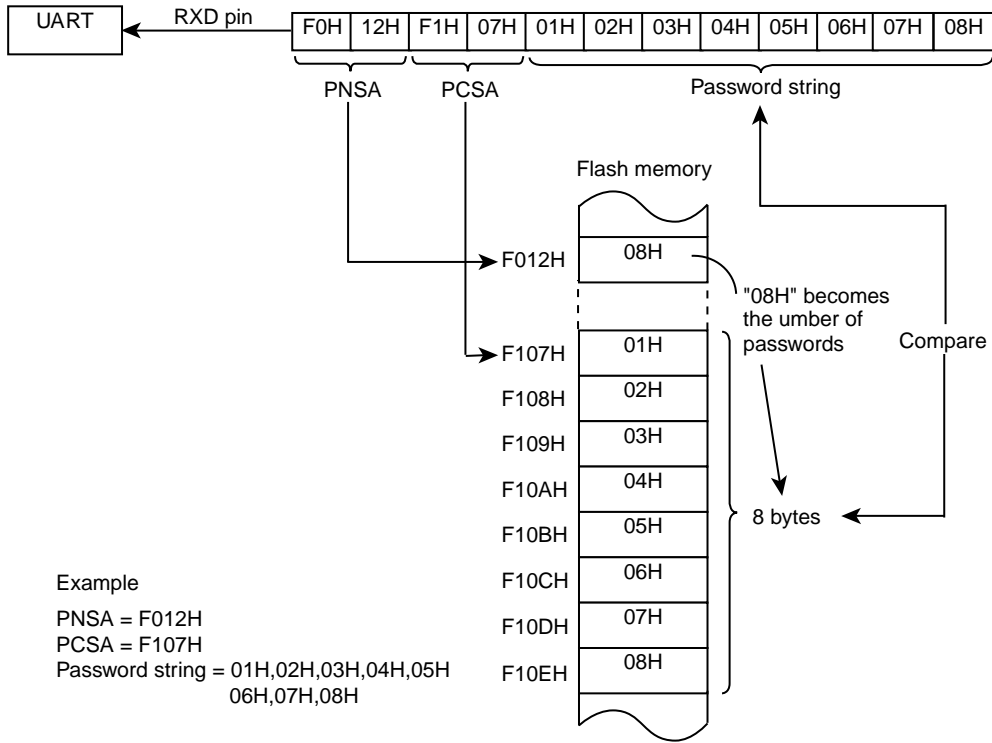 UART
RXD pin
F0H 12H F1H 07H 01H 02H 03H 04H 05H 06H 07H 08H
PNSA PCSA Password string
Flash memory
F012H 08H
"08H" becomes
the umber of
passwords
Compare
F107H 01H
F108H 02H
F109H 03H
F10AH 04H
F10BH 05H
8 bytes
F10CH 06H
F10DH 07H
F10EH 08H
Example
PNSA = F012H
PCSA = F107H
Password string = 01H,02H,03H,04H,05H
06H,07H,08H